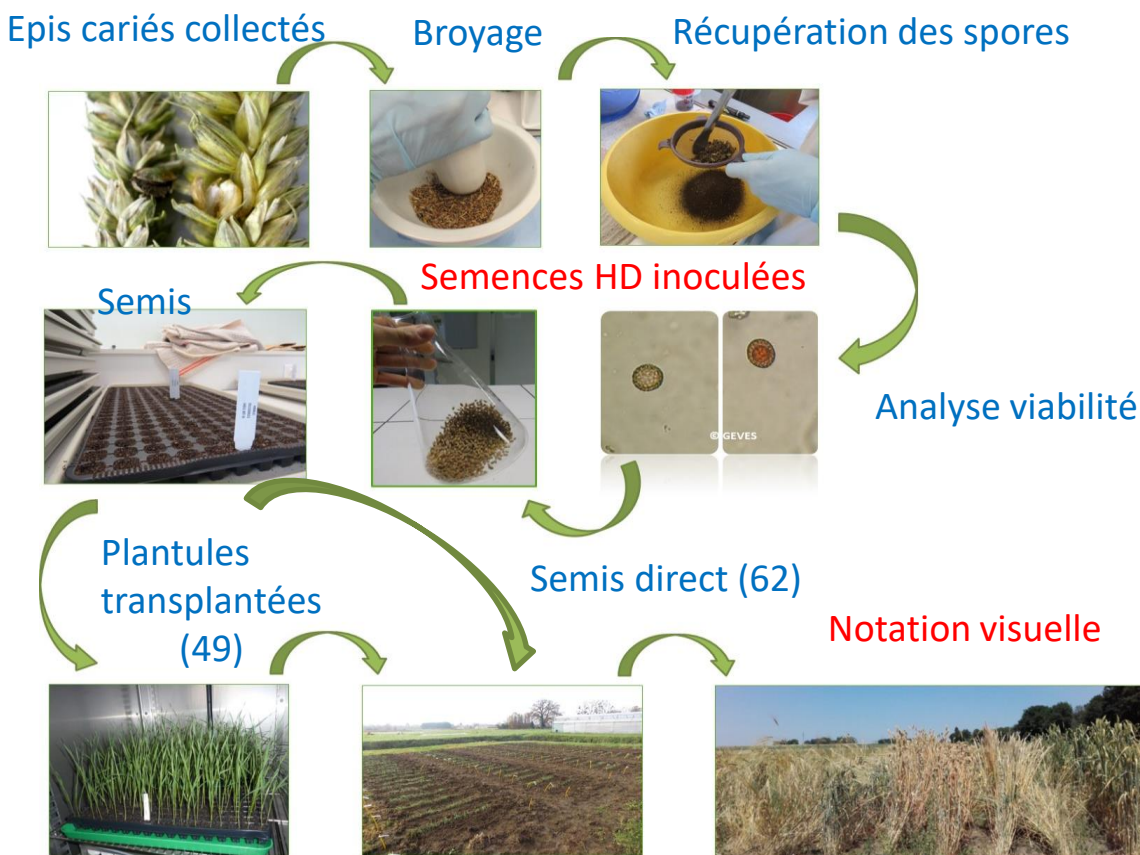 Epis cariés collectés
Broyage
Récupération des spores
Semences HD inoculées
Semis
Analyse viabilité
© GEVES
Plantules
transplantées
(49)
Semis direct (62)
Notation visuelle